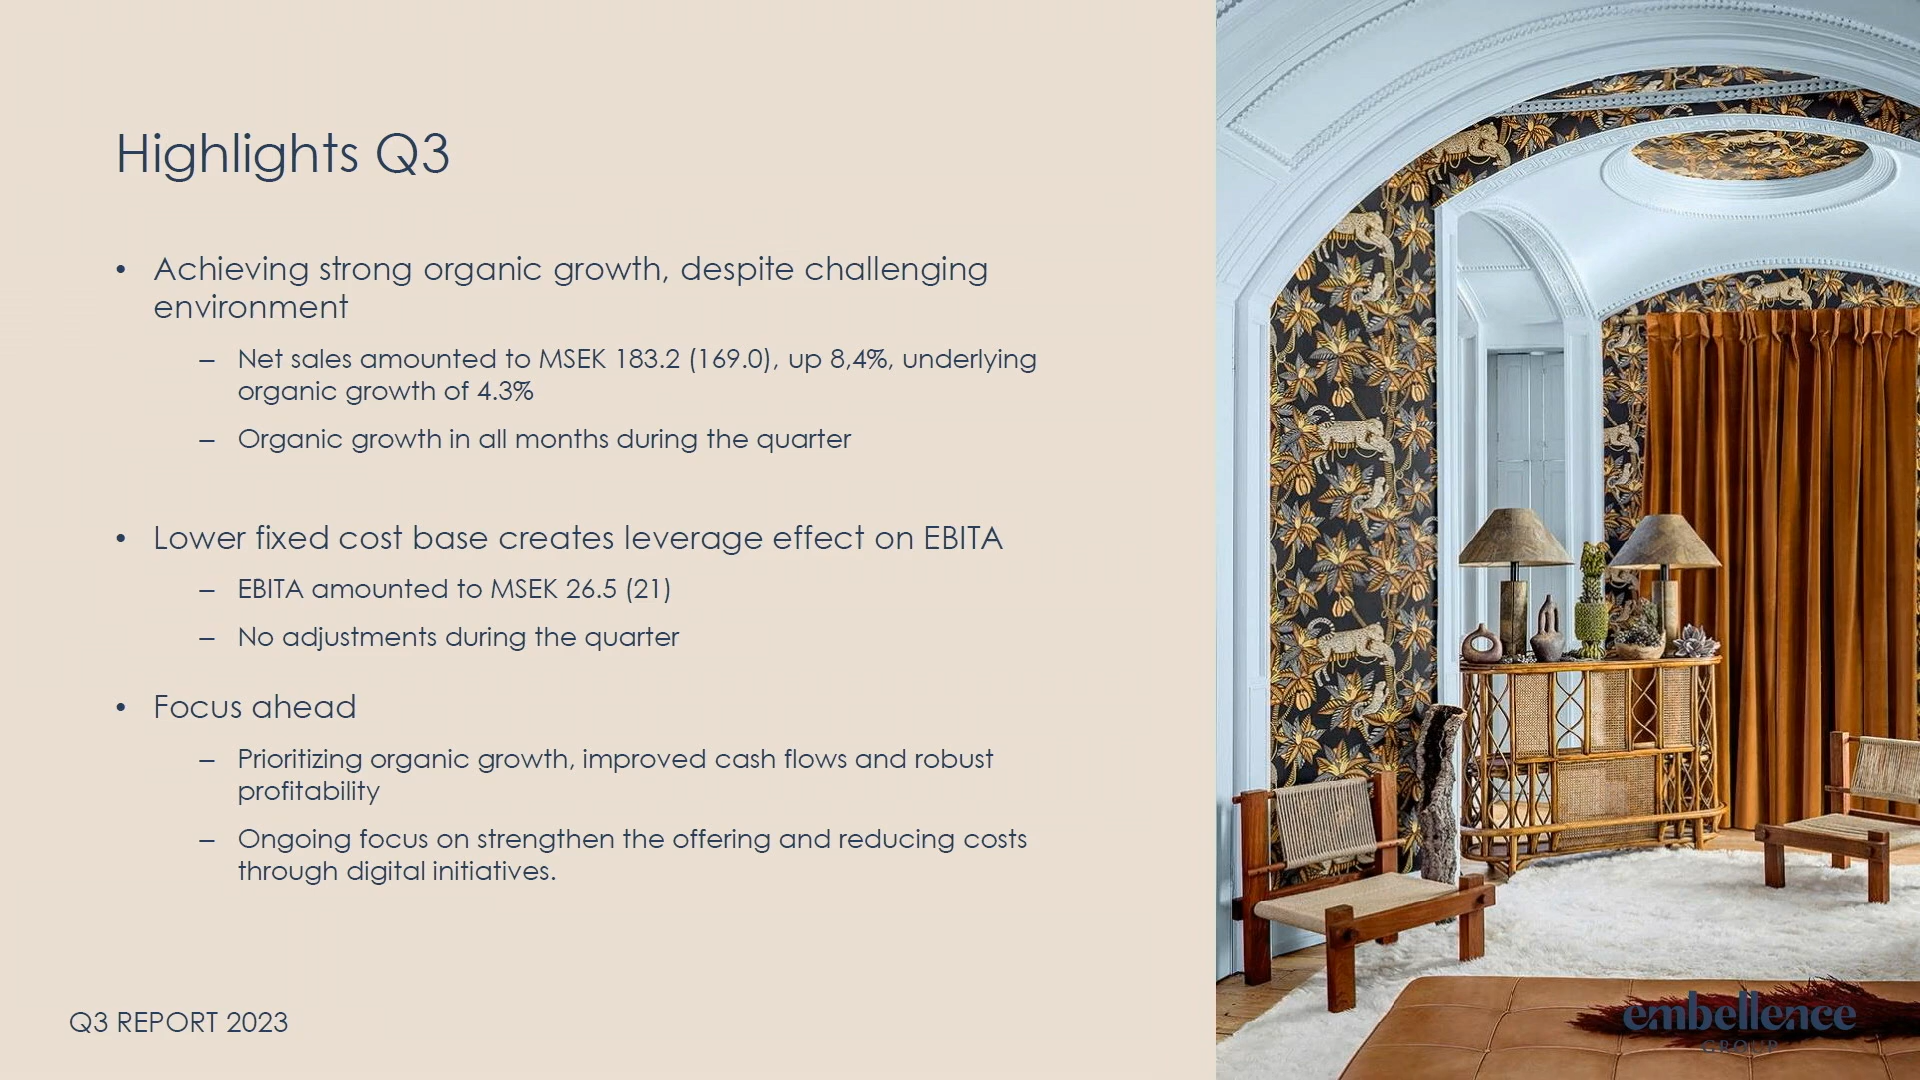 Highlights Q3
• Achieving strong organic growth, despite challenging
environment
– Net sales amounted to MSEK 183.2 (169.0), up 8,4%, underlying
organic growth of 4.3%
– Organic growth in all months during the quarter
• Lower fixed cost base creates leverage effect on EBITA
– EBITA amounted to MSEK 26.5 (21)
– No adjustments during the quarter
• Focus ahead
– Prioritizing organic growth, improved cash flows and robust
profitability
– Ongoing focus on strengthen the offering and reducing costs
through digital initiatives.
Q3 REPORT 2023
embellence
GROUP